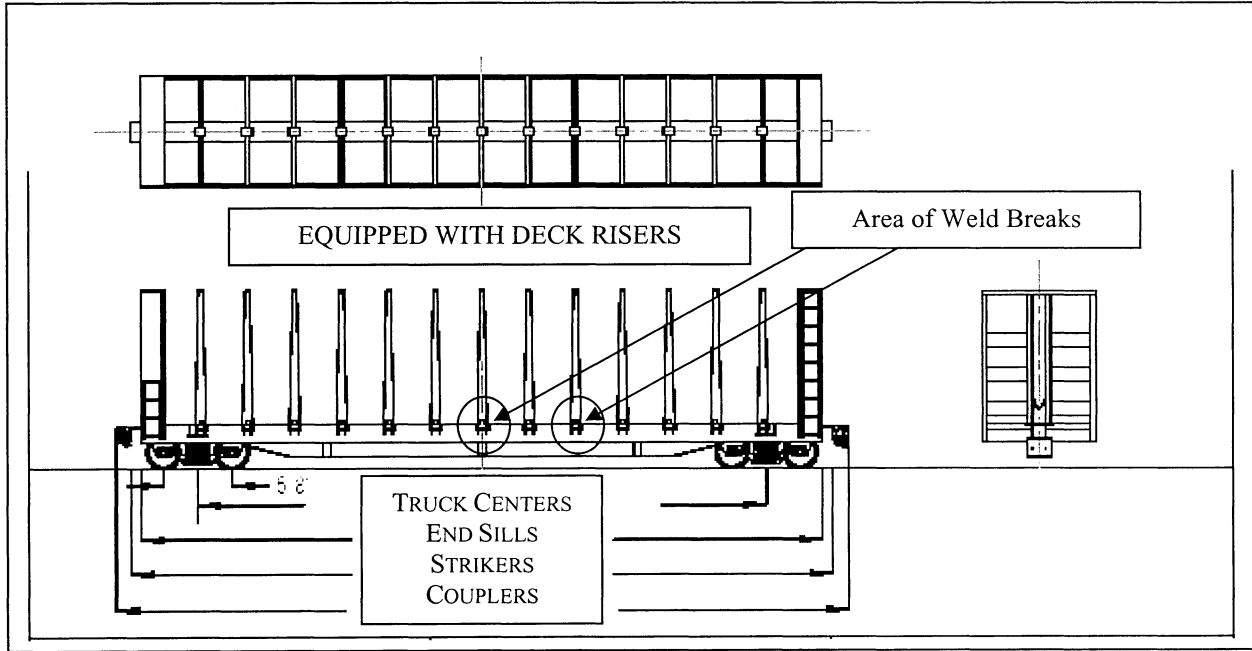 EQUIPPED WITH DECK RISERS
Area of Weld Breaks
TRUCK CENTERS
END SILLS
STRIKERS
COUPLERS